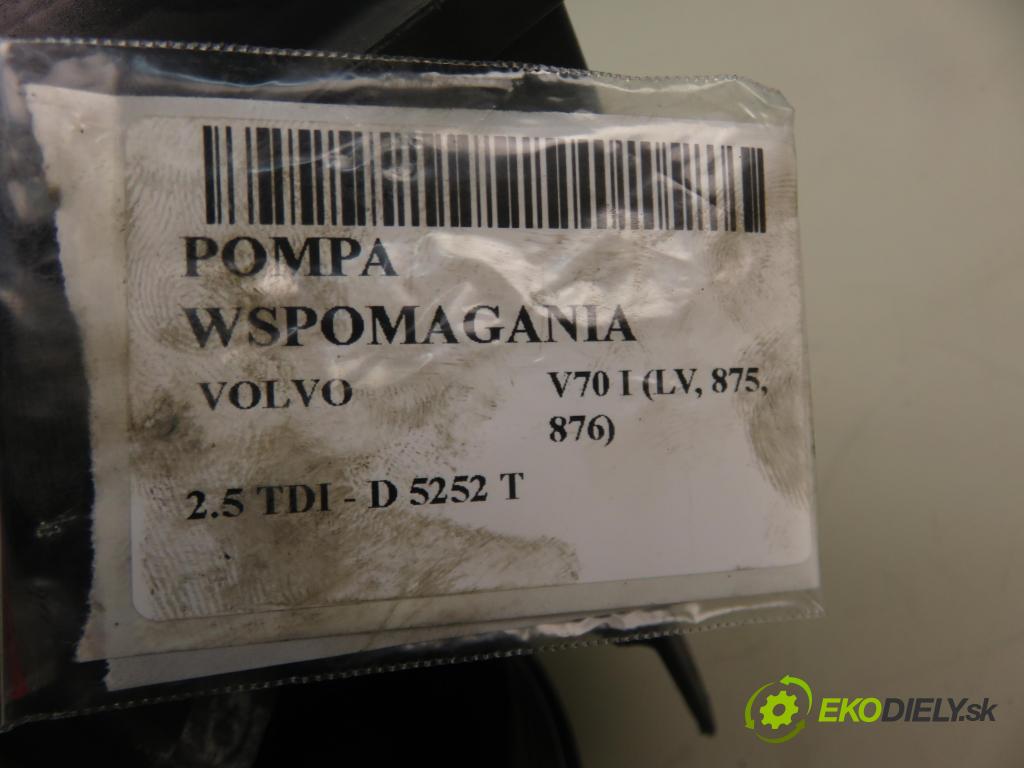 POMPA
WSPOMAGANIA
VOLVO V70 I (LV, 875,
876)
2.5 TDI - D 5252 T
EKODIELY.sk